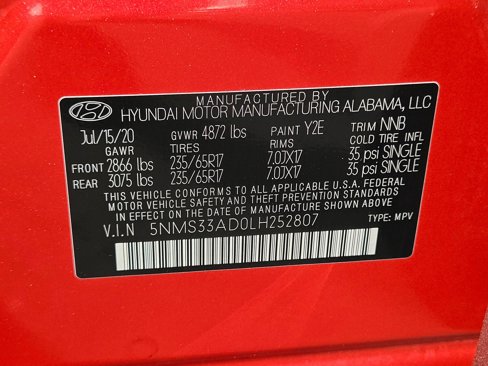 MANUFACTURED BY
HYUNDAI MOTOR MANUFACTURING ALABAMA, LLC
Jul/15/20 GVWR 4872 lbs PAINT Y2E TRIM NNB
GAWR TIRES RIMS COLD TIRE INFL
FRONT 2866 lbs 235/65R17 7.0JX17 35 psi SINGLE
REAR 3075 lbs 235/65R17 7.0JX17 35 psi SINGLE
THIS VEHICLE CONFORMS TO ALL APPLICABLE U.S.A. FEDERAL
MOTOR VEHICLE SAFETY AND THEFT PREVENTION STANDARDS
IN EFFECT ON THE DATE OF MANUFACTURE SHOWN ABOVE.
V.I.N 5NMS33AD0LH252807 TYPE: MPV